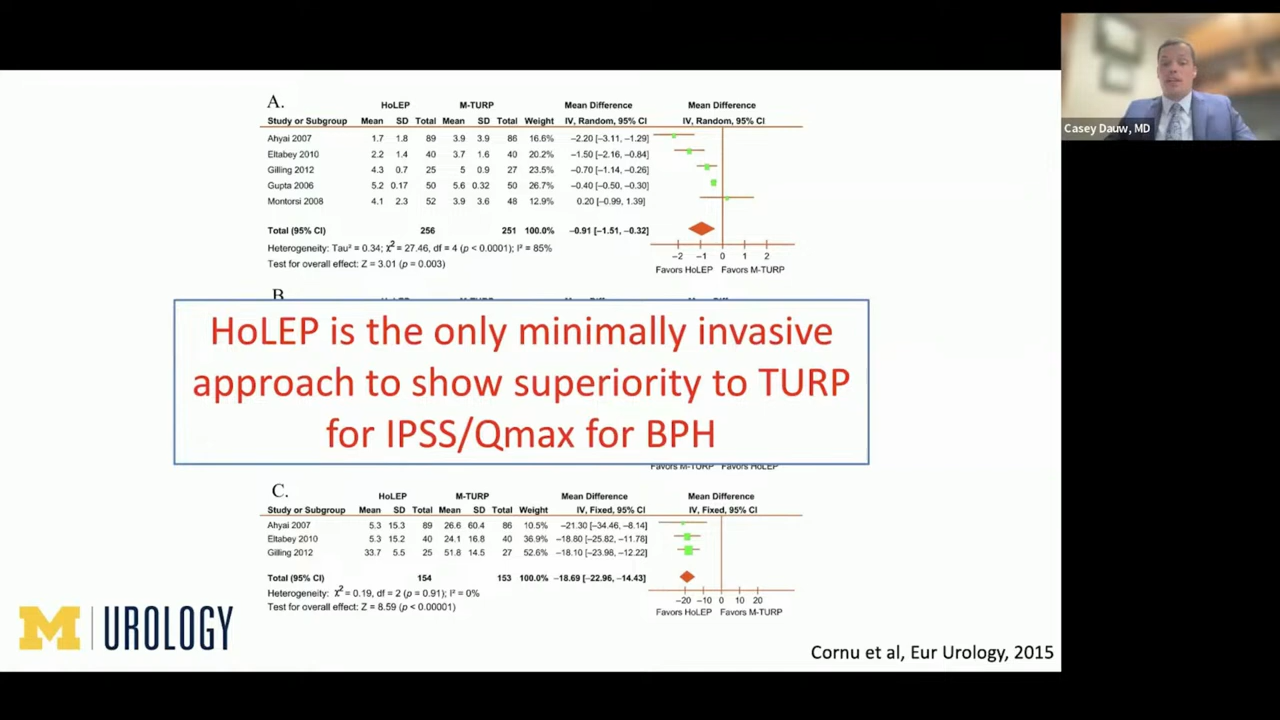 Casey Dauw, MD
A.
HoLEP M-TURP Mean Difference Mean Difference
Study or Subgroup Mean SD Total Mean SD Total Weight IV, Random, 95% CI IV, Random, 95% CI
Ahyai 2007 1.7 1.8 89 3.9 3.9 86 16.6% −2.20 [−3.11, −1.29]
Eltabey 2010 2.2 1.4 40 3.7 1.6 40 20.2% −1.50 [−2.16, −0.84]
Gilling 2012 4.3 0.7 25 5 0.9 27 23.5% −0.70 [−1.14, −0.26]
Gupta 2006 5.2 0.17 50 5.6 0.32 50 26.7% −0.40 [−0.50, −0.30]
Montorsi 2008 4.1 2.3 52 3.9 3.6 48 12.9% 0.20 [−0.99, 1.39]
Total (95% CI) 256 251 100.0% −0.91 [−1.51, −0.32]
Heterogeneity: Tau² = 0.34; χ² = 27.46, df = 4 (p < 0.0001); I² = 85%
Test for overall effect: Z = 3.01 (p = 0.003)
−2 −1 0 1 2
Favors HoLEP Favors M-TURP
B
HoLEP is the only minimally invasive
approach to show superiority to TURP
for IPSS/Qmax for BPH
Favors M-TURP Favors HoLEP
C.
HoLEP M-TURP Mean Difference Mean Difference
Study or Subgroup Mean SD Total Mean SD Total Weight IV, Fixed, 95% CI IV, Fixed, 95% CI
Ahyai 2007 5.3 15.3 89 26.6 60.4 86 10.5% −21.30 [−34.46, −8.14]
Eltabey 2010 5.3 15.2 40 24.1 16.8 40 36.9% −18.80 [−25.82, −11.78]
Gilling 2012 33.7 5.5 25 51.8 14.5 27 52.6% −18.10 [−23.98, −12.22]
Total (95% CI) 154 153 100.0% −18.69 [−22.96, −14.43]
Heterogeneity: χ² = 0.19, df = 2 (p = 0.91); I² = 0%
Test for overall effect: Z = 8.59 (p < 0.00001)
−20 −10 0 10 20
Favors HoLEP Favors M-TURP
M UROLOGY
Cornu et al, Eur Urology, 2015